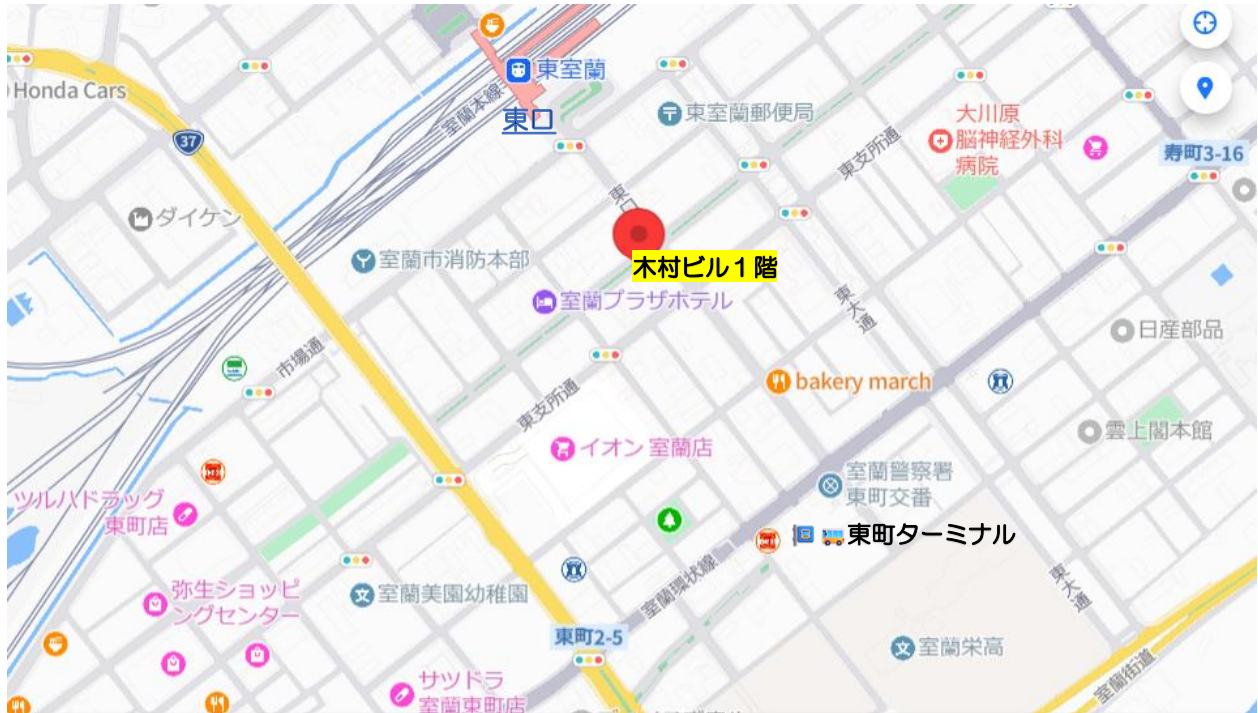 Honda Cars
37
東室蘭
室蘭本線
東口
東室蘭郵便局
大川原
脳神経外科
病院
東支所通
寿町3-16
ダイケン
東口
室蘭市消防本部
木村ビル１階
室蘭プラザホテル
東大通
日産部品
市場通
bakery march
東支所通
イオン 室蘭店
雲上閣本館
室蘭警察署
東町交番
ツルハドラッグ
東町店
東町ターミナル
室蘭環状線
弥生ショッピ
ングセンター
室蘭美園幼稚園
東大通
東町2-5
室蘭栄高
サツドラ
室蘭東町店
室蘭街道